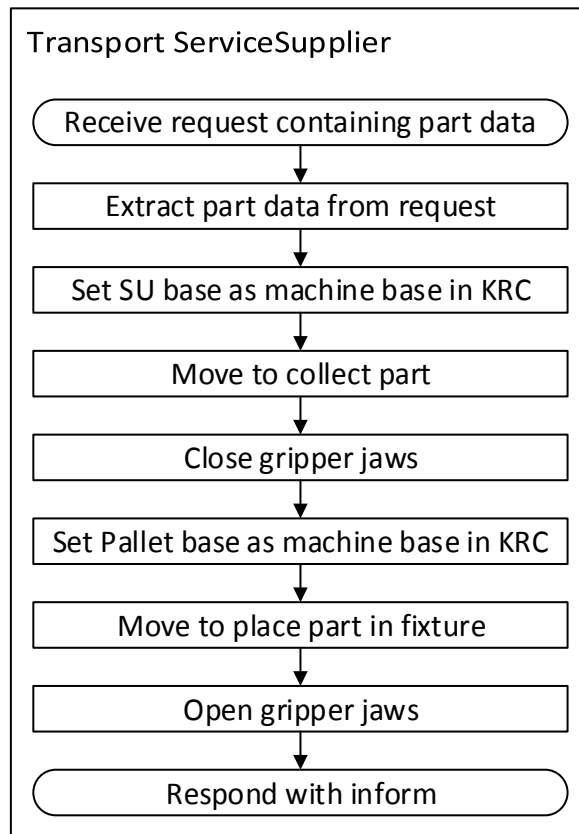 Transport ServiceSupplier
Receive request containing part data
Extract part data from request
Set SU base as machine base in KRC
Move to collect part
Close gripper jaws
Set Pallet base as machine base in KRC
Move to place part in fixture
Open gripper jaws
Respond with inform